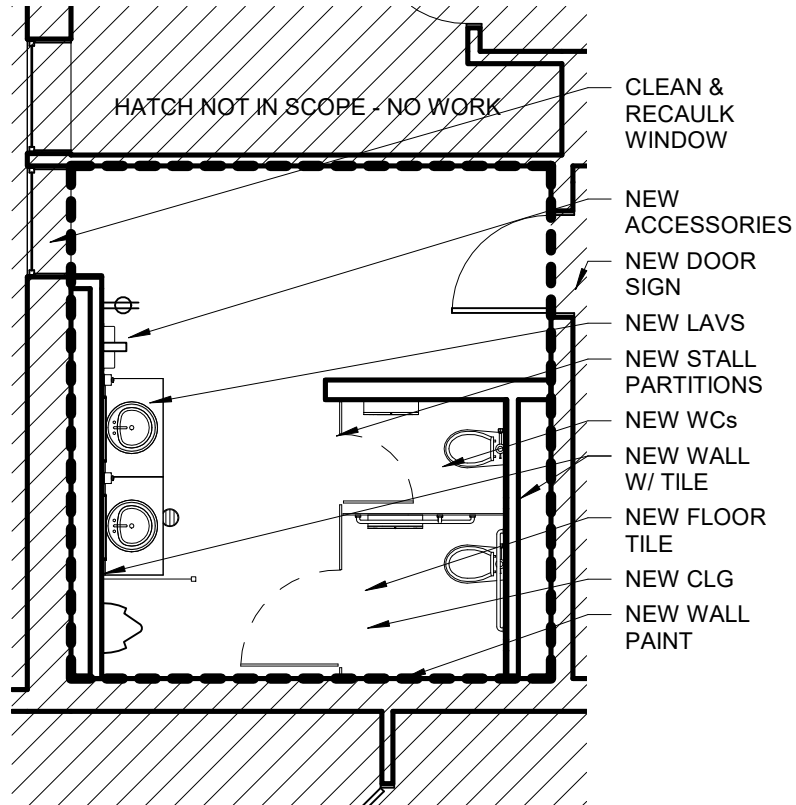 HATCH NOT IN SCOPE - NO WORK
CLEAN &
RECAULK
WINDOW
NEW
ACCESSORIES
NEW DOOR
SIGN
NEW LAVS
NEW STALL
PARTITIONS
NEW WCs
NEW WALL
W/ TILE
NEW FLOOR
TILE
NEW CLG
NEW WALL
PAINT